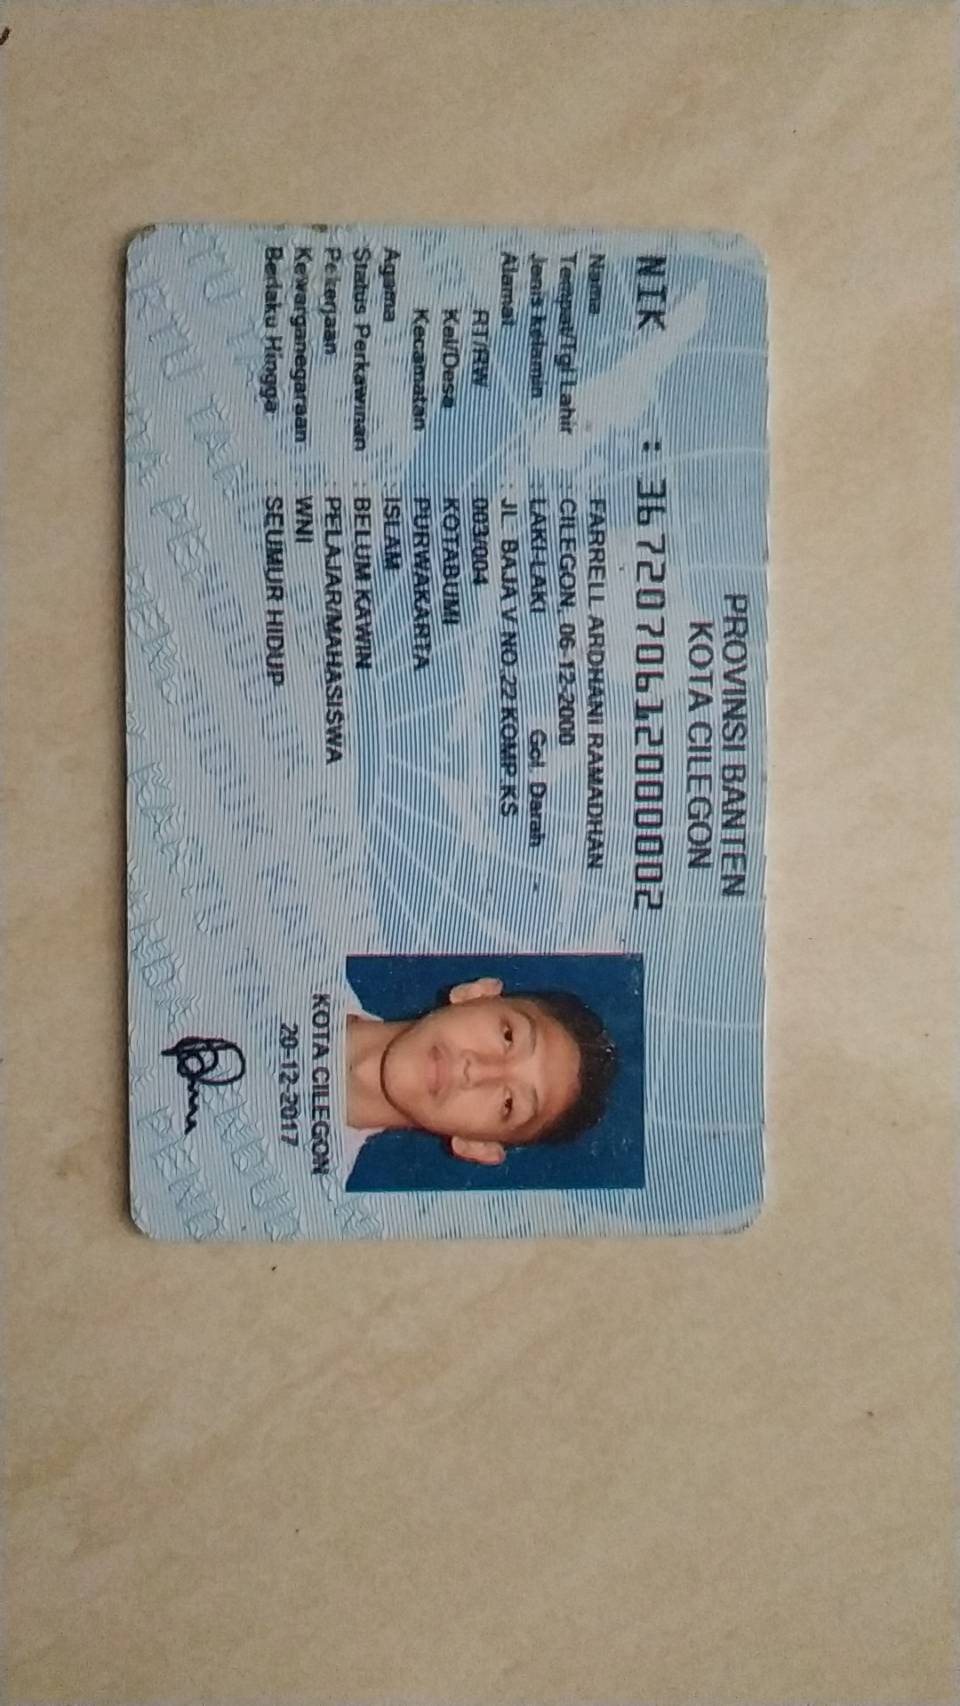 PROVINSI BANTEN
KOTA CILEGON
NIK : 3672070612000002
Nama : FARRELL ARDHANI RAMADHAN
Tempat/Tgl Lahir : CILEGON, 06-12-2000
Jenis kelamin : LAKI-LAKI Gol. Darah : -
Alamat : JL. BAJA V NO.22 KOMP.KS
RT/RW : 003/004
Kel/Desa : KOTABUMI
Kecamatan : PURWAKARTA
Agama : ISLAM
Status Perkawinan : BELUM KAWIN
Pekerjaan : PELAJAR/MAHASISWA
Kewarganegaraan : WNI
Berlaku Hingga : SEUMUR HIDUP
KOTA CILEGON
20-12-2017